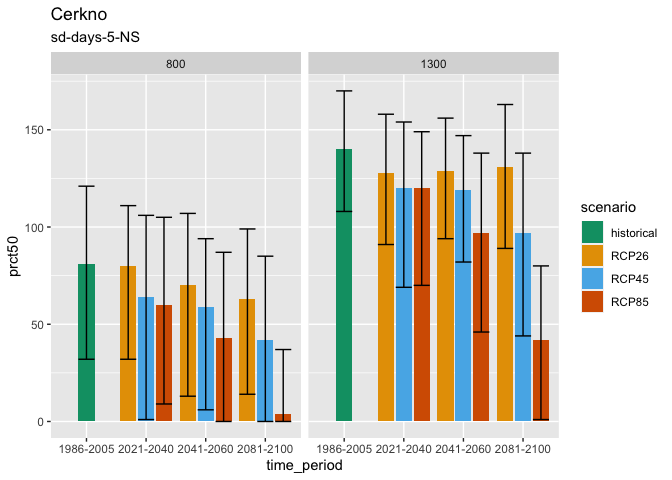 Cerkno
sd-days-5-NS
800
1300
150
100
50
0
prct50
1986-2005 2021-2040 2041-2060 2081-2100
1986-2005 2021-2040 2041-2060 2081-2100
time_period
scenario
historical
RCP26
RCP45
RCP85